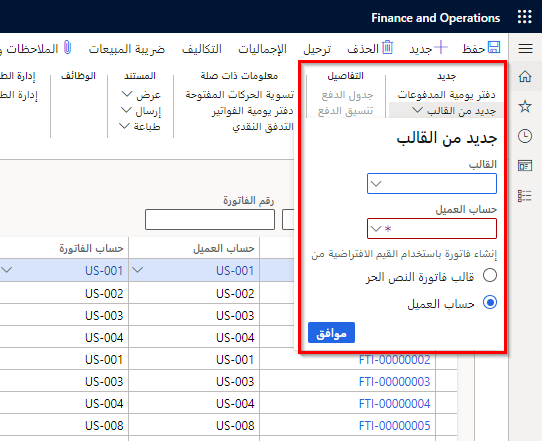 Finance and Operations
حفظ جديد الحذف ترحيل الإجماليات التكاليف ضريبة المبيعات الملاحظات
جديد التفاصيل معلومات ذات صلة المستند الوظائف إدارة
دفتر يومية المدفوعات جدول الدفع تسوية الحركات المفتوحة عرض إدارة
جديد من القالب تنسيق الدفع دفتر يومية الفواتير إرسال
التدفق النقدي طباعة
جديد من القالب
القالب
رقم الفاتورة
حساب العميل
*
حساب العميل حساب الفاتورة
إنشاء فاتورة باستخدام القيم الافتراضية من
US-001 US-001
قالب فاتورة النص الحر
US-002 US-002
حساب العميل
US-003 US-003
موافق
US-004 US-004
FTI-00000002 US-001 US-001
FTI-00000003 US-003 US-003
FTI-00000004 US-004 US-004
FTI-00000005 US-008 US-008